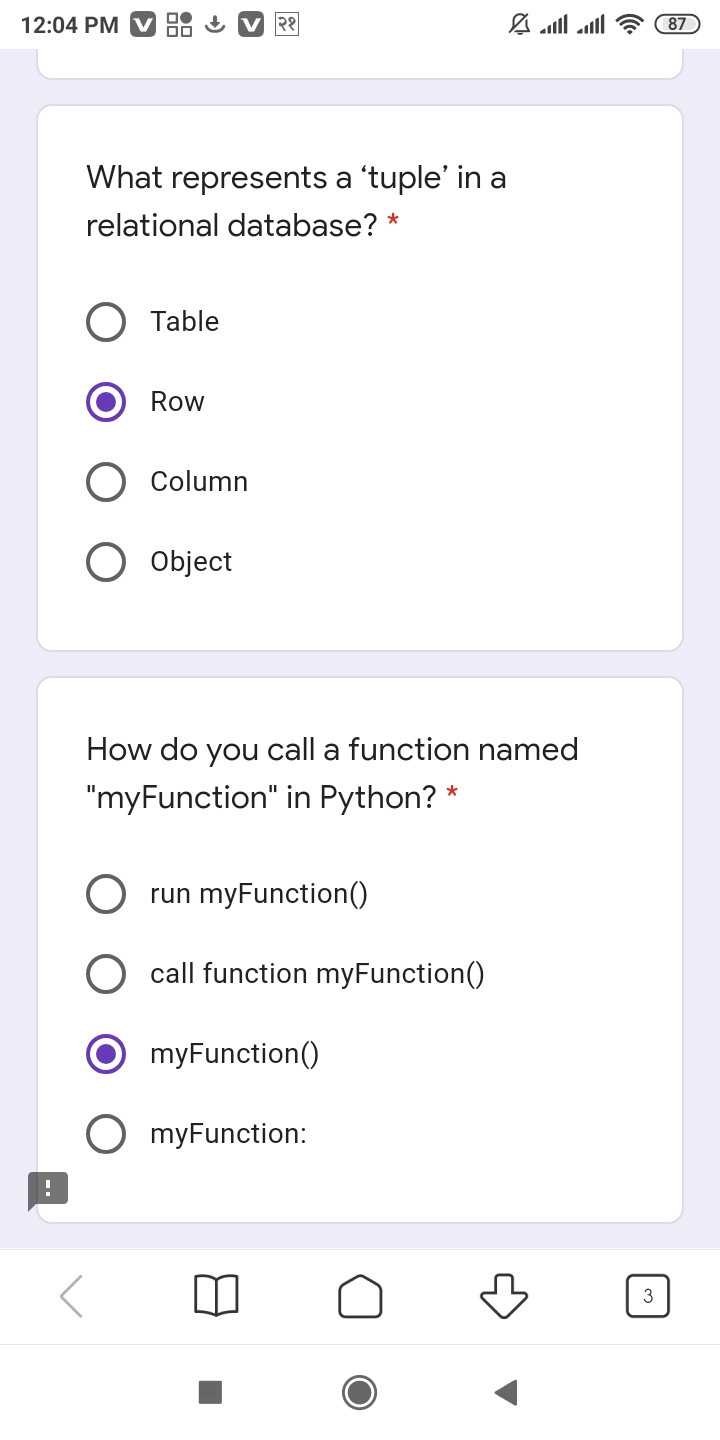 12:04 PM २१ 87
What represents a ‘tuple’ in a
relational database? *
Table
Row
Column
Object
How do you call a function named
"myFunction" in Python? *
run myFunction()
call function myFunction()
myFunction()
myFunction:
3